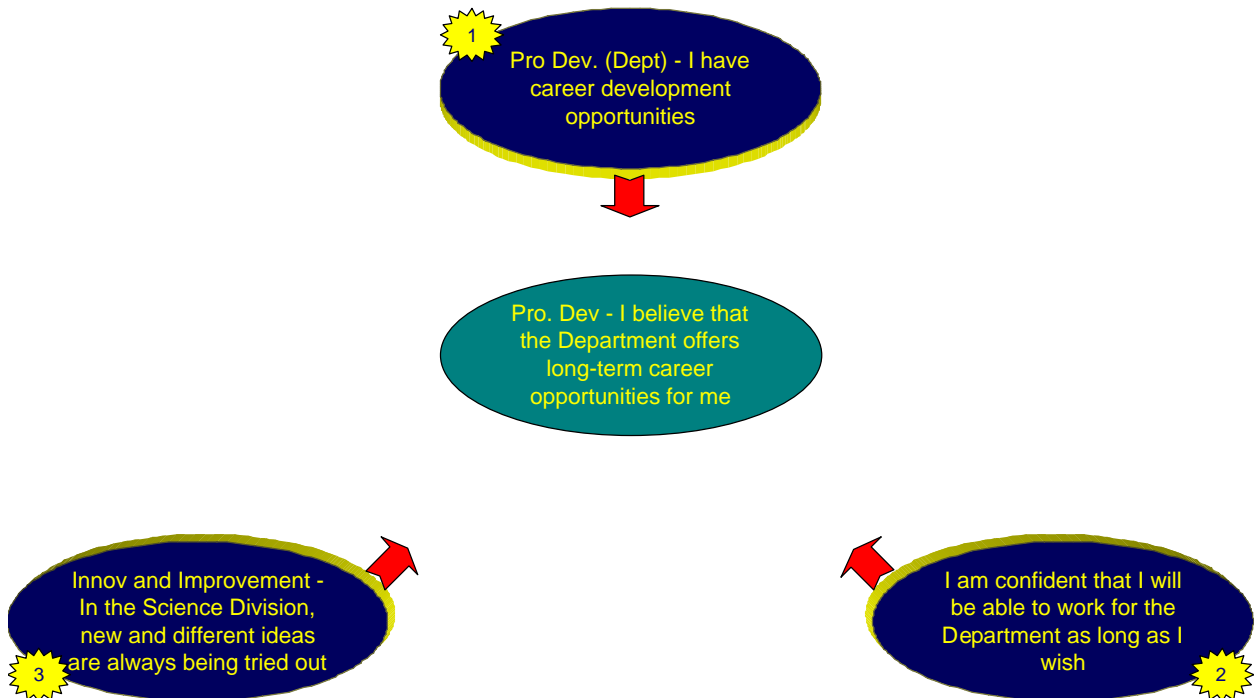 1
Pro Dev. (Dept) - I have
career development
opportunities
Pro. Dev - I believe that
the Department offers
long-term career
opportunities for me
Innov and Improvement -
In the Science Division,
new and different ideas
are always being tried out
3
I am confident that I will
be able to work for the
Department as long as I
wish
2